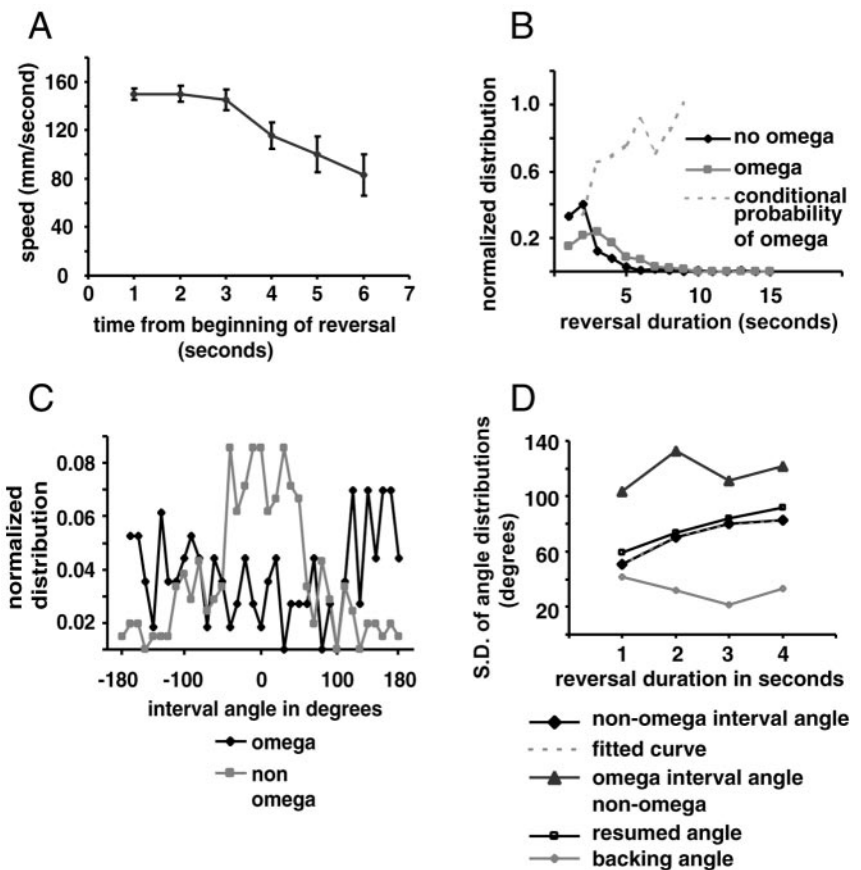 A
speed (mm/second)
160
120
80
40
0
0 1 2 3 4 5 6 7
time from beginning of reversal
(seconds)
B
normalized distribution
1.0
0.6
0.2
5 10 15
reversal duration (seconds)
no omega
omega
conditional
probability
of omega
C
normalized
distribution
0.08
0.06
0.04
0.02
-180 -100 0 100 180
interval angle in degrees
omega
non
omega
D
S.D. of angle distributions
(degrees)
140
100
60
20
1 2 3 4
reversal duration in seconds
non-omega interval angle
fitted curve
omega interval angle
non-omega
resumed angle
backing angle